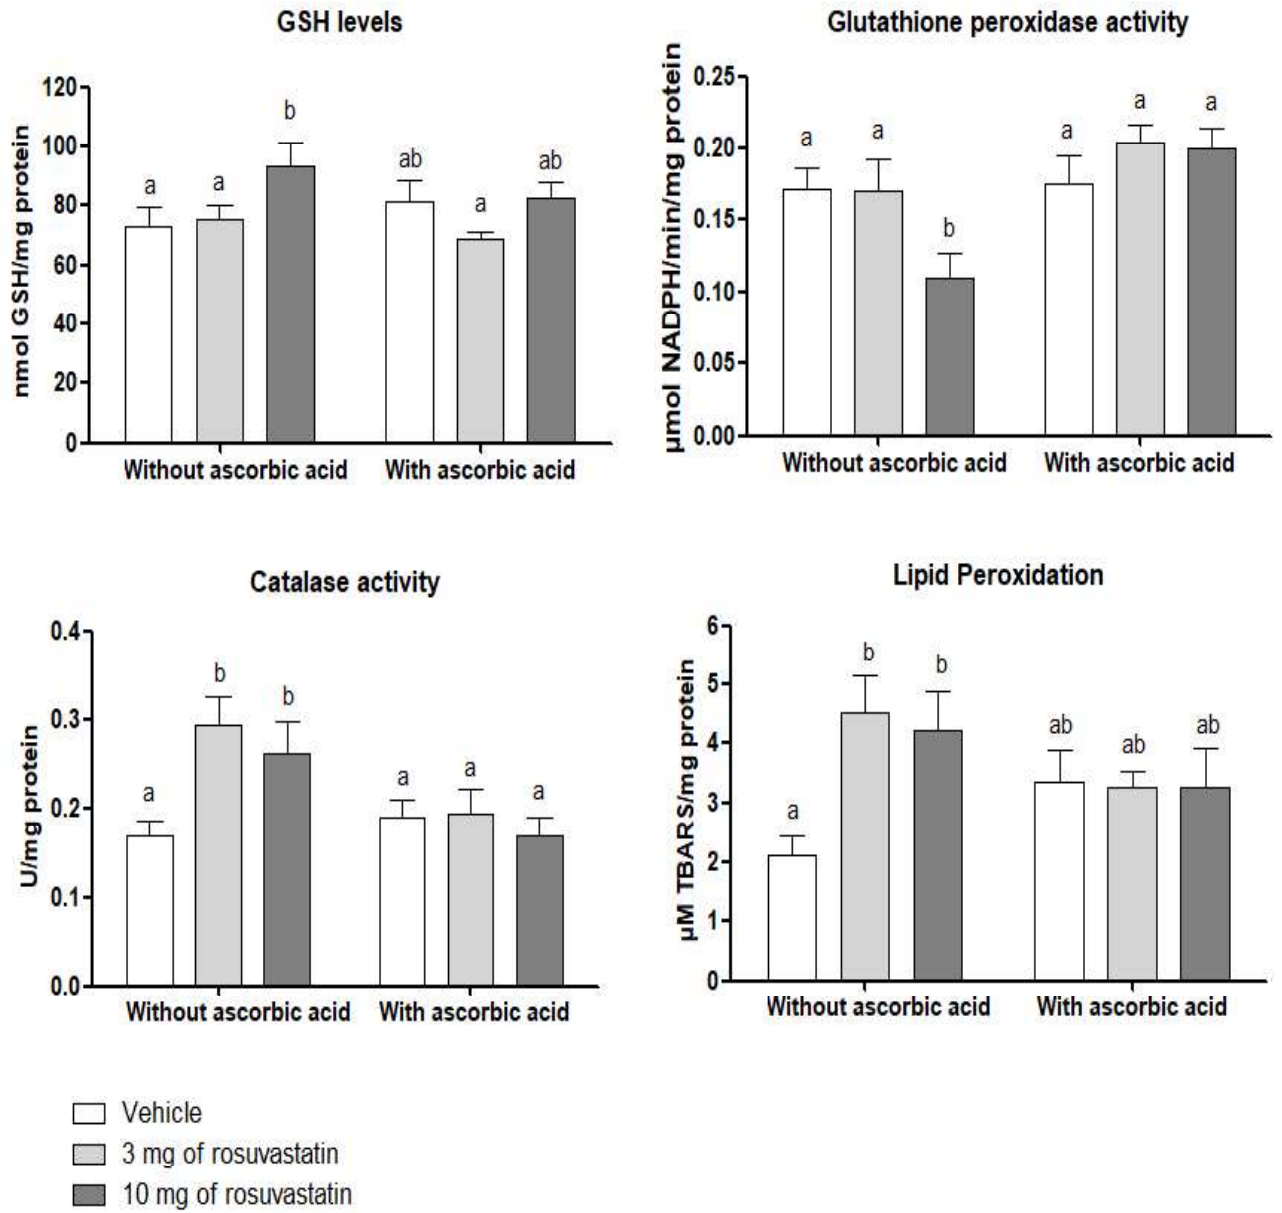 GSH levels
nmol GSH/mg protein
120
100
80
60
40
20
0
a
a
b
ab
a
ab
Without ascorbic acid
With ascorbic acid
Glutathione peroxidase activity
µmol NADPH/min/mg protein
0.25
0.20
0.15
0.10
0.05
0.00
a
a
b
a
a
a
Without ascorbic acid
With ascorbic acid
Catalase activity
U/mg protein
0.4
0.3
0.2
0.1
0.0
a
b
b
a
a
a
Without ascorbic acid
With ascorbic acid
Lipid Peroxidation
µM TBARS/mg protein
6
5
4
3
2
1
0
a
b
b
ab
ab
ab
Without ascorbic acid
With ascorbic acid
Vehicle
3 mg of rosuvastatin
10 mg of rosuvastatin